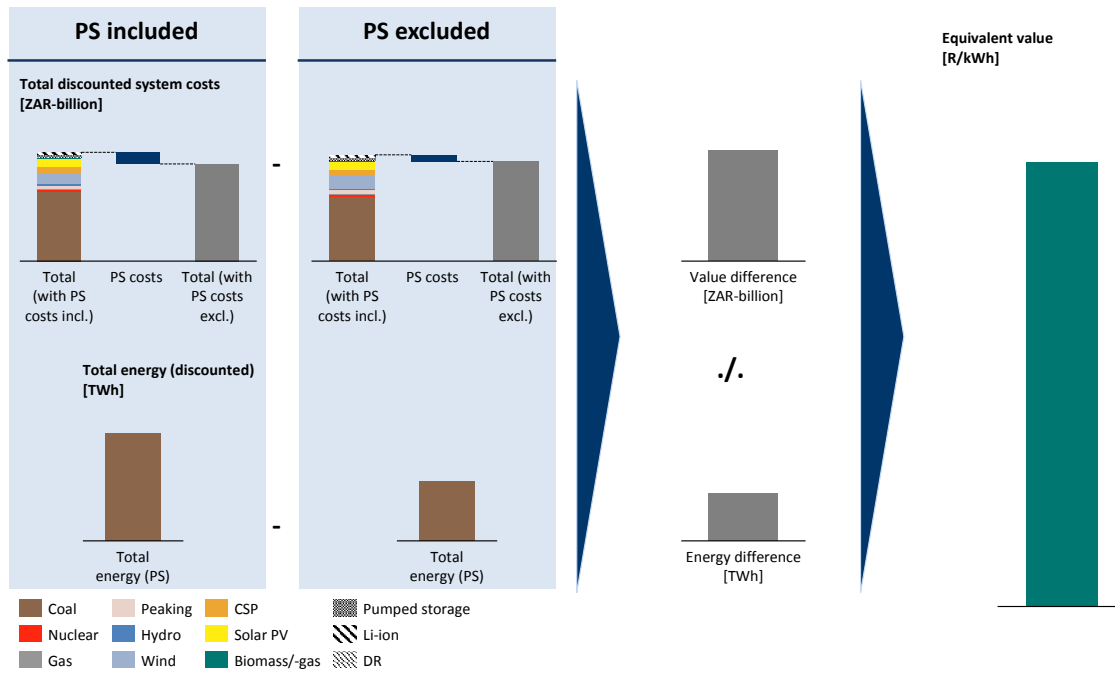 PS included
PS excluded
Equivalent value
[R/kWh]
Total discounted system costs
[ZAR-billion]
-
Total
(with PS
costs incl.)
PS costs
Total (with
PS costs
excl.)
Total
(with PS
costs incl.)
PS costs
Total (with
PS costs
excl.)
Value difference
[ZAR-billion]
./.
Total energy (discounted)
[TWh]
-
Total
energy (PS)
Total
energy (PS)
Energy difference
[TWh]
Coal
Peaking
CSP
Pumped storage
Nuclear
Hydro
Solar PV
Li-ion
Gas
Wind
Biomass/-gas
DR